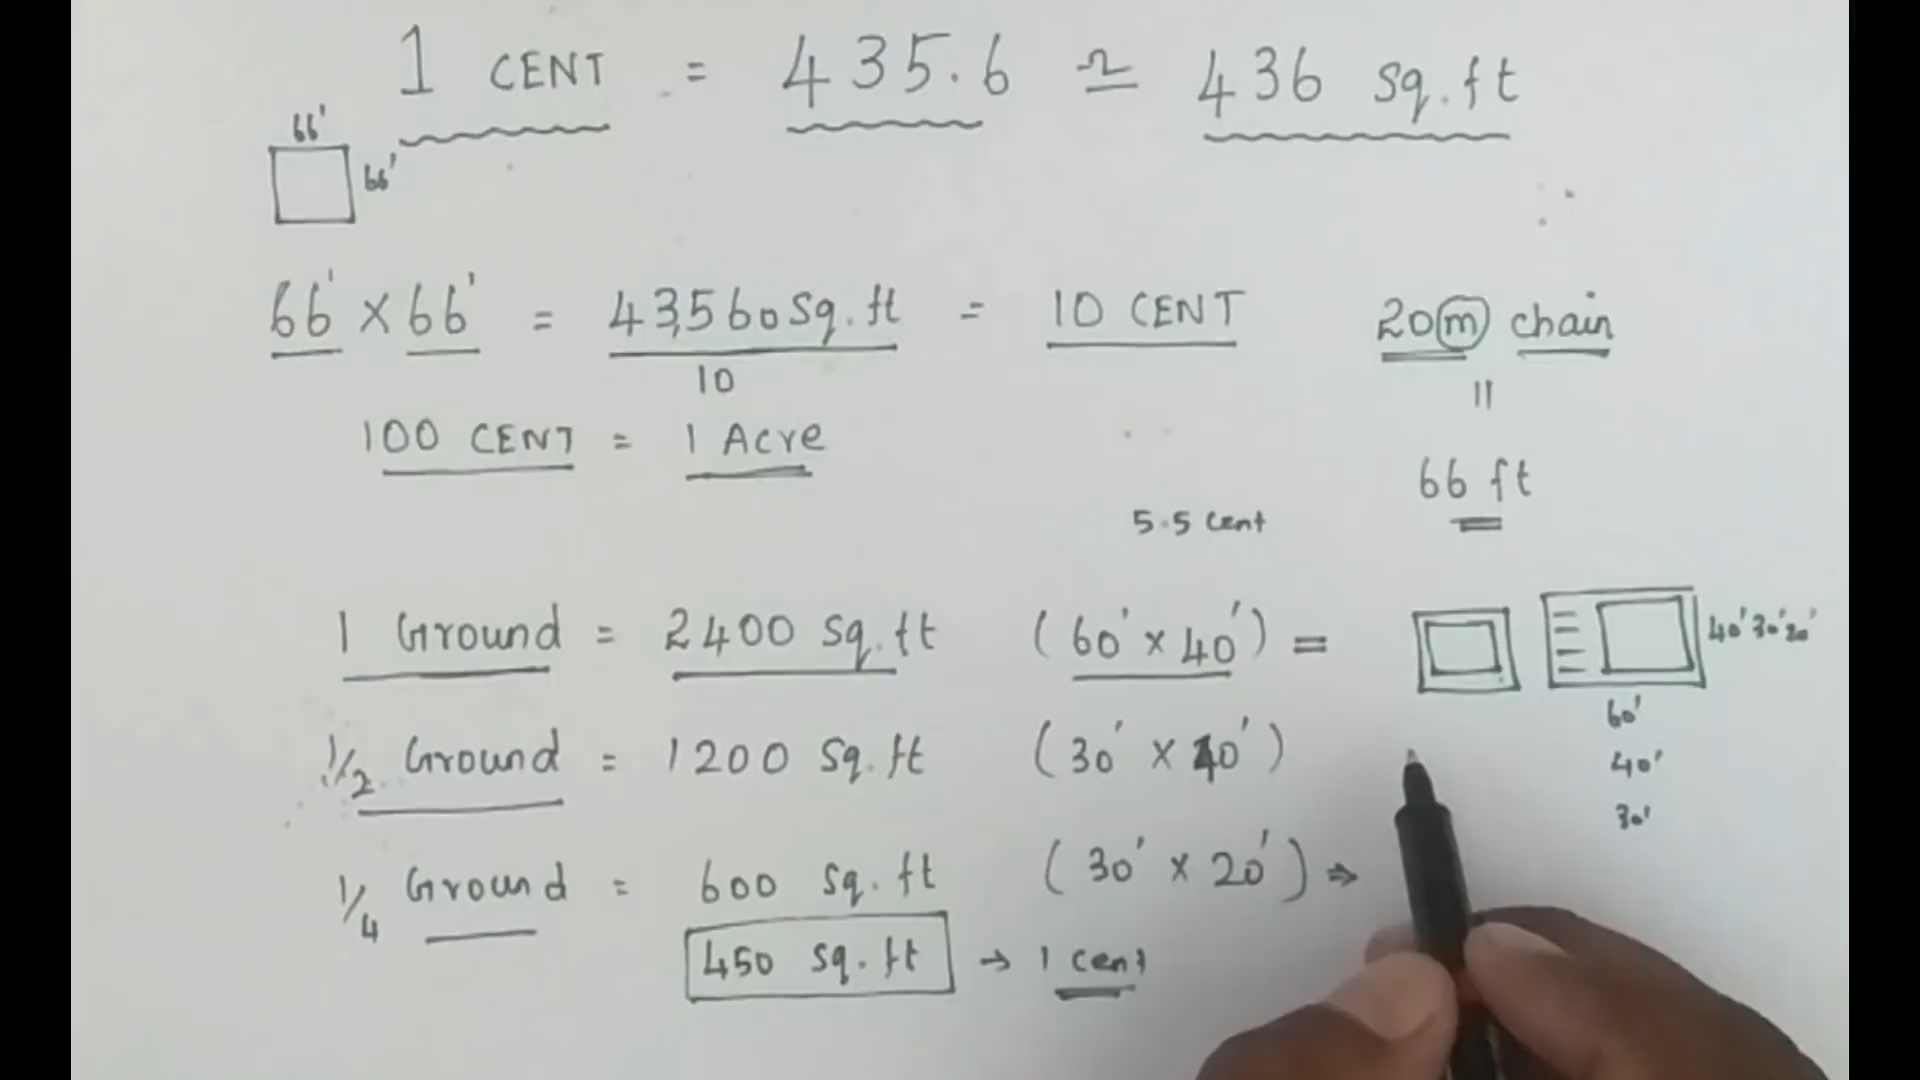 1 CENT = 435.6 ≃ 436 sq.ft
66'
66'
66' x 66' = 43,560 sq.ft = 10 CENT
10
20m chain
=
66 ft
100 CENT = 1 Acre
5.5 cent
1 Ground = 2400 sq.ft (60' x 40') =
40' 30' 20'
60'
40'
30'
1/2 Ground = 1200 sq.ft (30' x 40')
1/4 Ground = 600 sq.ft (30' x 20') ⇒
450 sq.ft → 1 cent